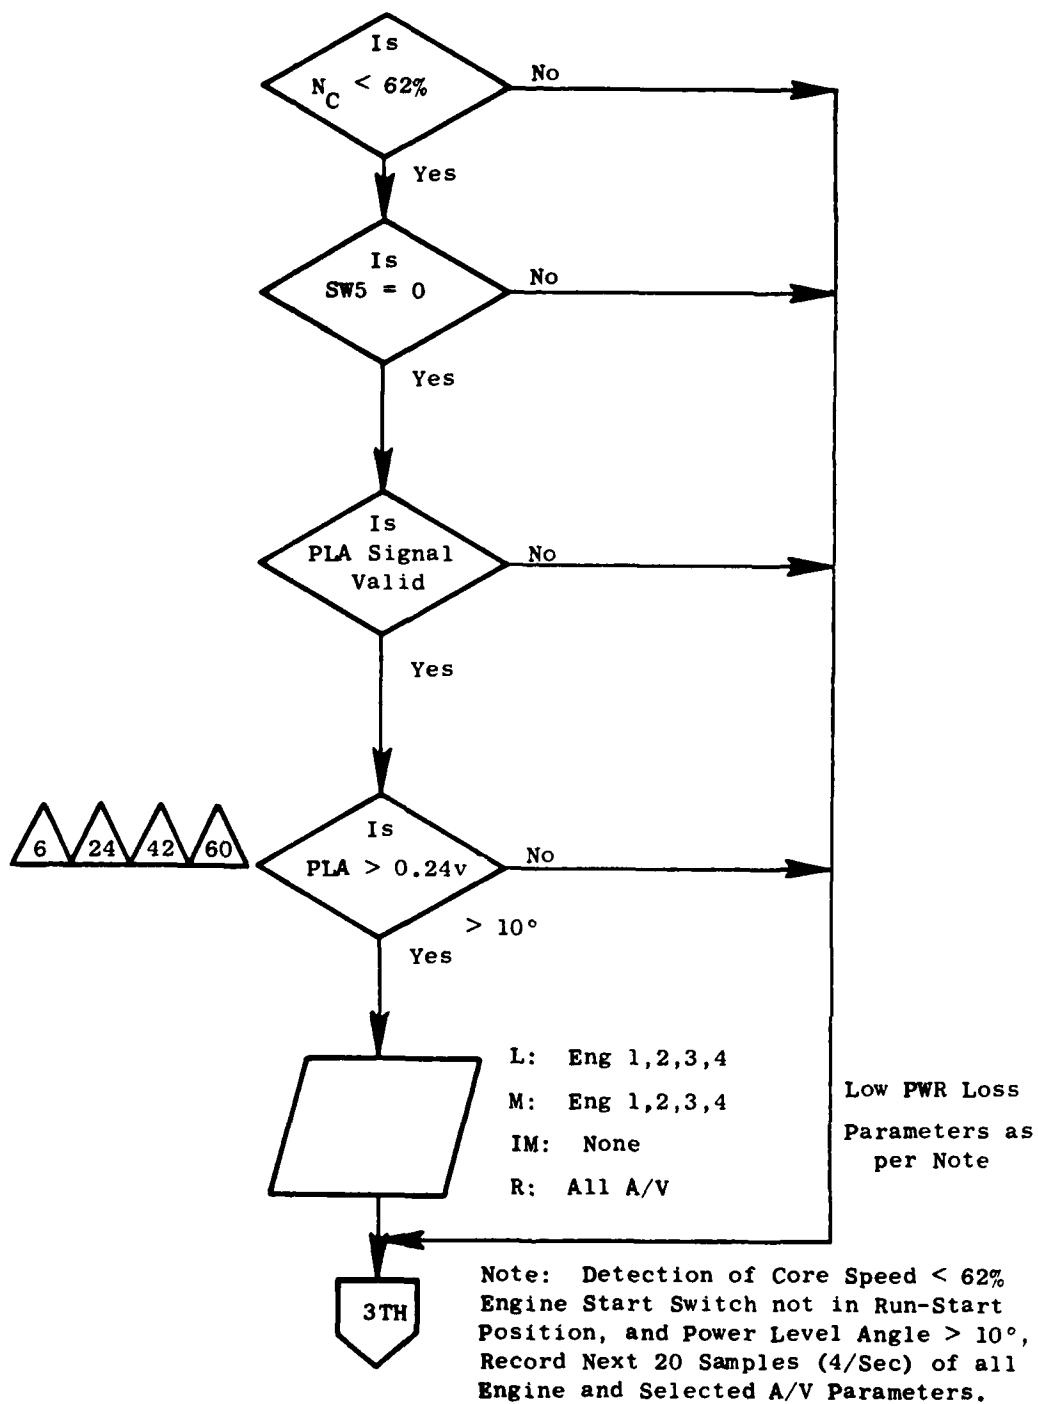 Is
N_C < 62%
No
Yes
Is
SW5 = 0
No
Yes
Is
PLA Signal
Valid
No
Yes
6 24 42 60
Is
PLA > 0.24v
No
> 10°
Yes
L: Eng 1,2,3,4
M: Eng 1,2,3,4
IM: None
R: All A/V
Low PWR Loss
Parameters as
per Note
3TH
Note: Detection of Core Speed < 62%
Engine Start Switch not in Run-Start
Position, and Power Level Angle > 10°,
Record Next 20 Samples (4/Sec) of all
Engine and Selected A/V Parameters.